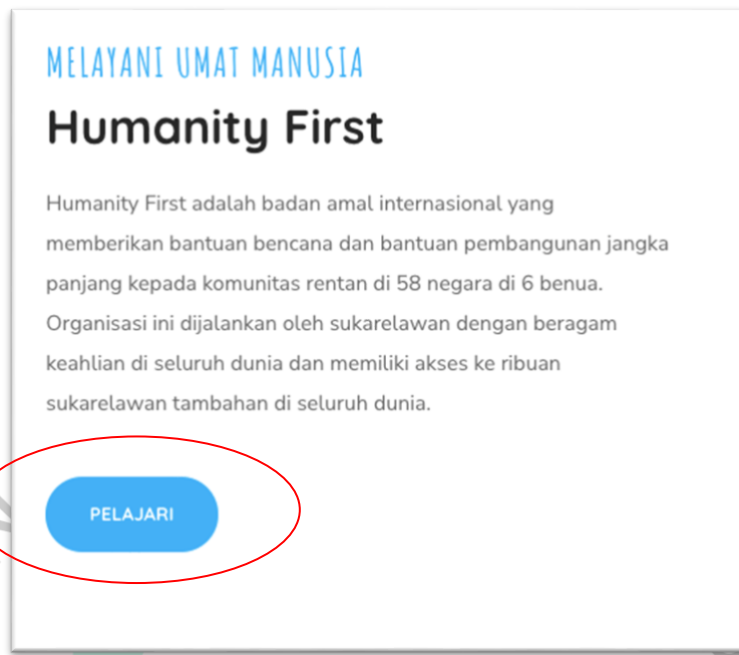 MELAYANI UMAT MANUSIA
Humanity First
Humanity First adalah badan amal internasional yang
memberikan bantuan bencana dan bantuan pembangunan jangka
panjang kepada komunitas rentan di 58 negara di 6 benua.
Organisasi ini dijalankan oleh sukarelawan dengan beragam
keahlian di seluruh dunia dan memiliki akses ke ribuan
sukarelawan tambahan di seluruh dunia.
PELAJARI